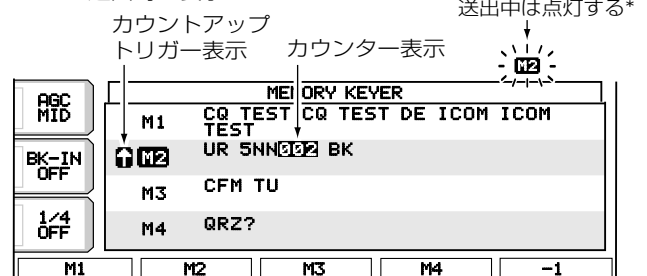 送出中は点灯する*
カウントアップ
トリガー表示
カウンター表示
M2
MEMORY KEYER
AGC
MID
M1
CQ TEST CQ TEST DE ICOM ICOM
TEST
BK-IN
OFF
M2
UR 5NN002 BK
M3
CFM TU
1/4
OFF
M4
QRZ?
M1
M2
M3
M4
-1